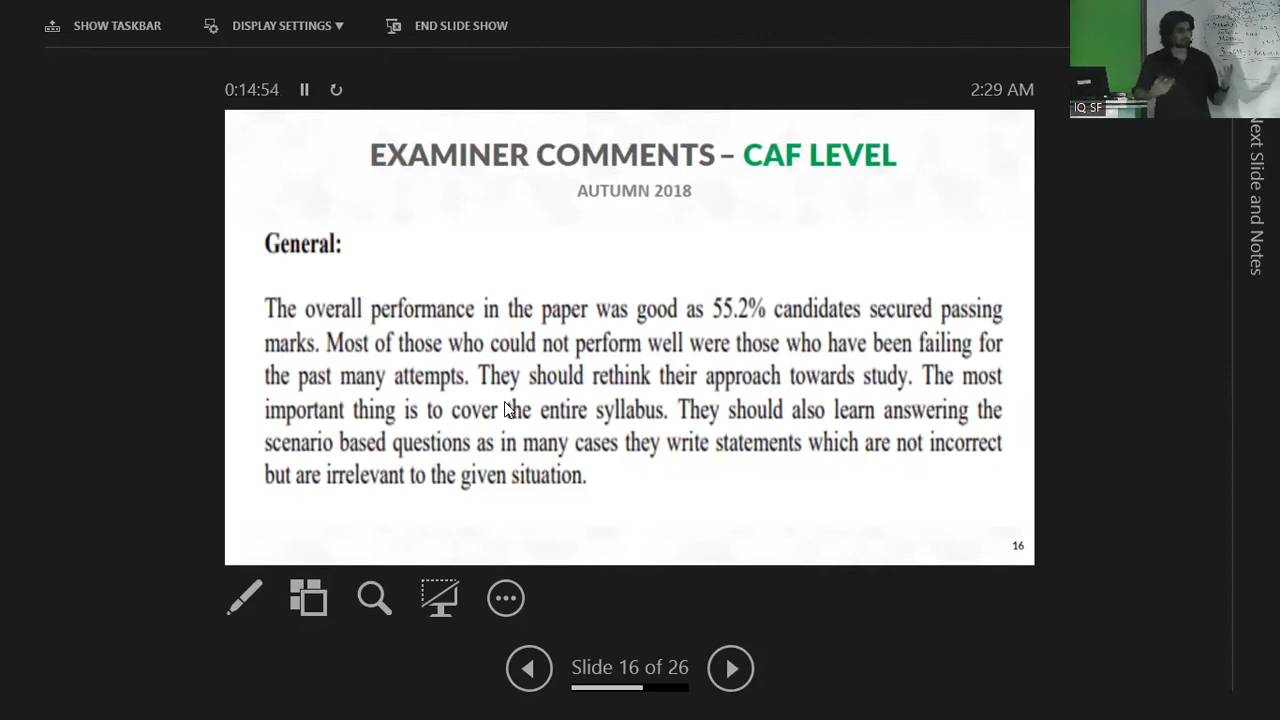 SHOW TASKBAR
DISPLAY SETTINGS ▼
END SLIDE SHOW
0:14:54
2:29 AM
IQ SF
EXAMINER COMMENTS – CAF LEVEL
AUTUMN 2018
General:
The overall performance in the paper was good as 55.2% candidates secured passing
marks. Most of those who could not perform well were those who have been failing for
the past many attempts. They should rethink their approach towards study. The most
important thing is to cover the entire syllabus. They should also learn answering the
scenario based questions as in many cases they write statements which are not incorrect
but are irrelevant to the given situation.
16
Slide 16 of 26
Next Slide and Notes